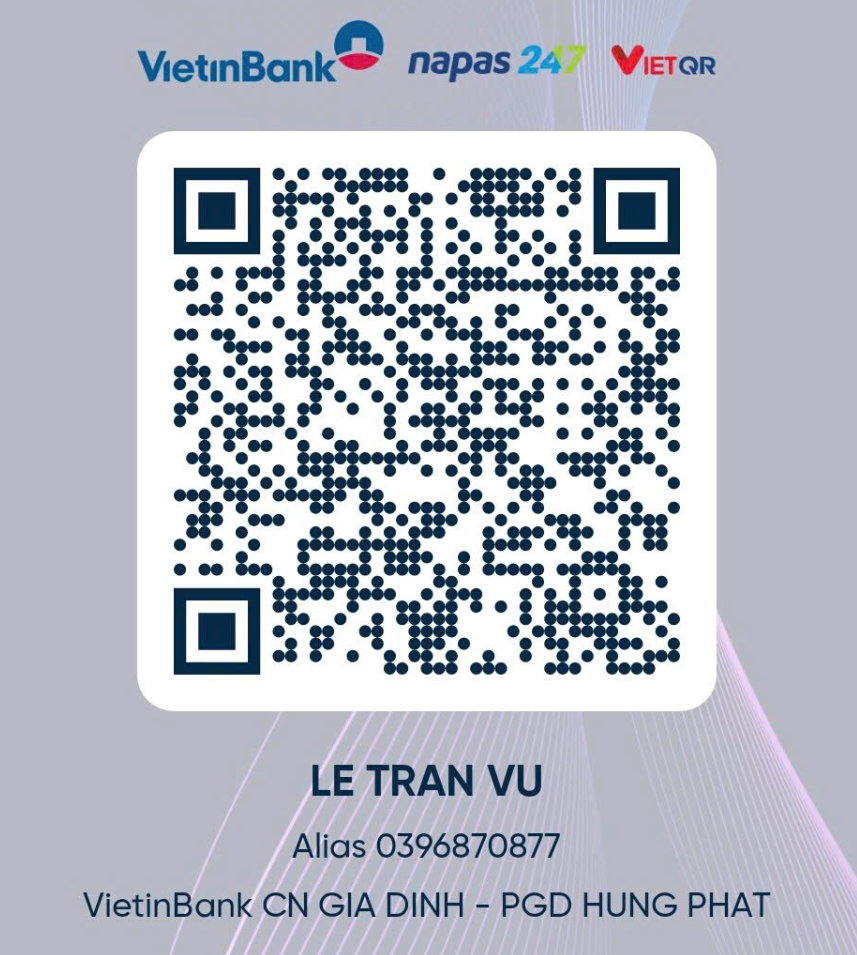 VietinBank napas 247 VIETQR
LE TRAN VU
Alias 0396870877
VietinBank CN GIA DINH - PGD HUNG PHAT